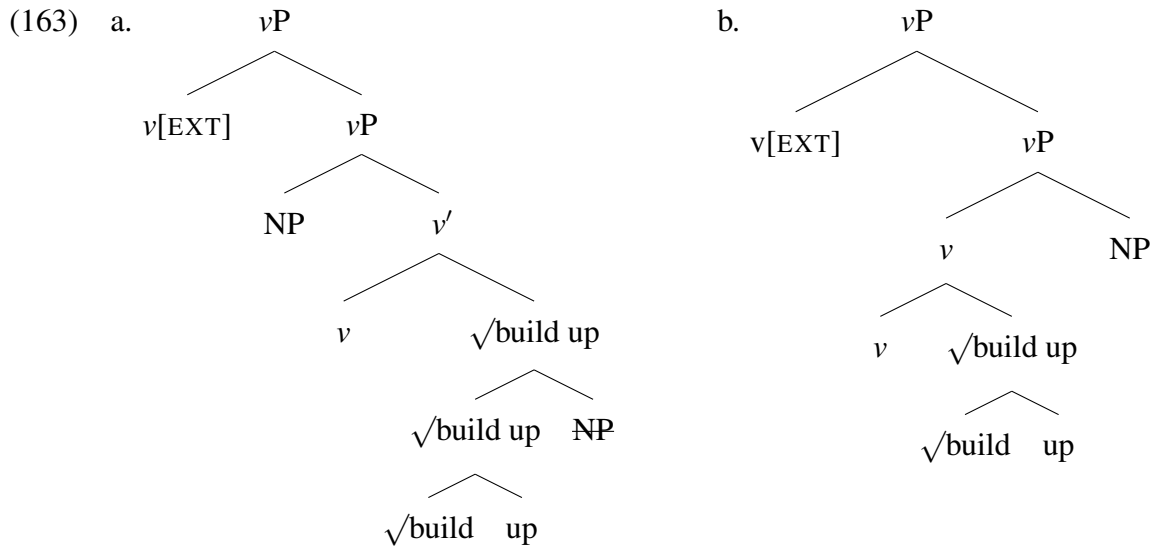 (163) a. vP b. vP
v[EXT] vP v[EXT] vP
NP v′ v NP
v √build up v √build up
√build up N̶P̶ √build up
√build up